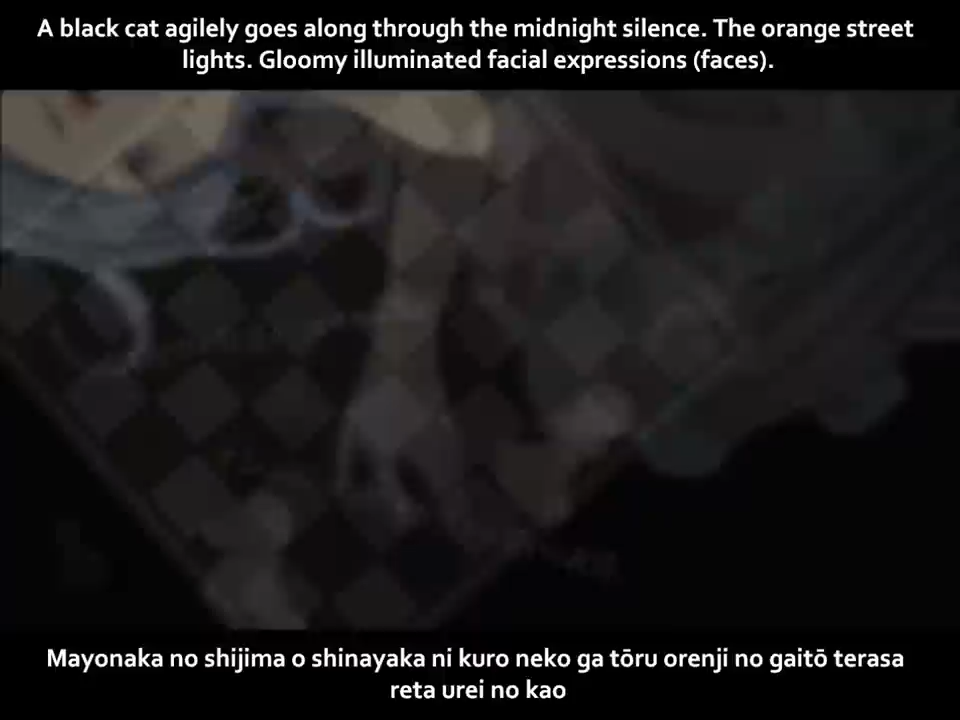 A black cat agilely goes along through the midnight silence. The orange street
lights. Gloomy illuminated facial expressions (faces).
Mayonaka no shijima o shinayaka ni kuro neko ga tōru orenji no gaitō terasa
reta urei no kao